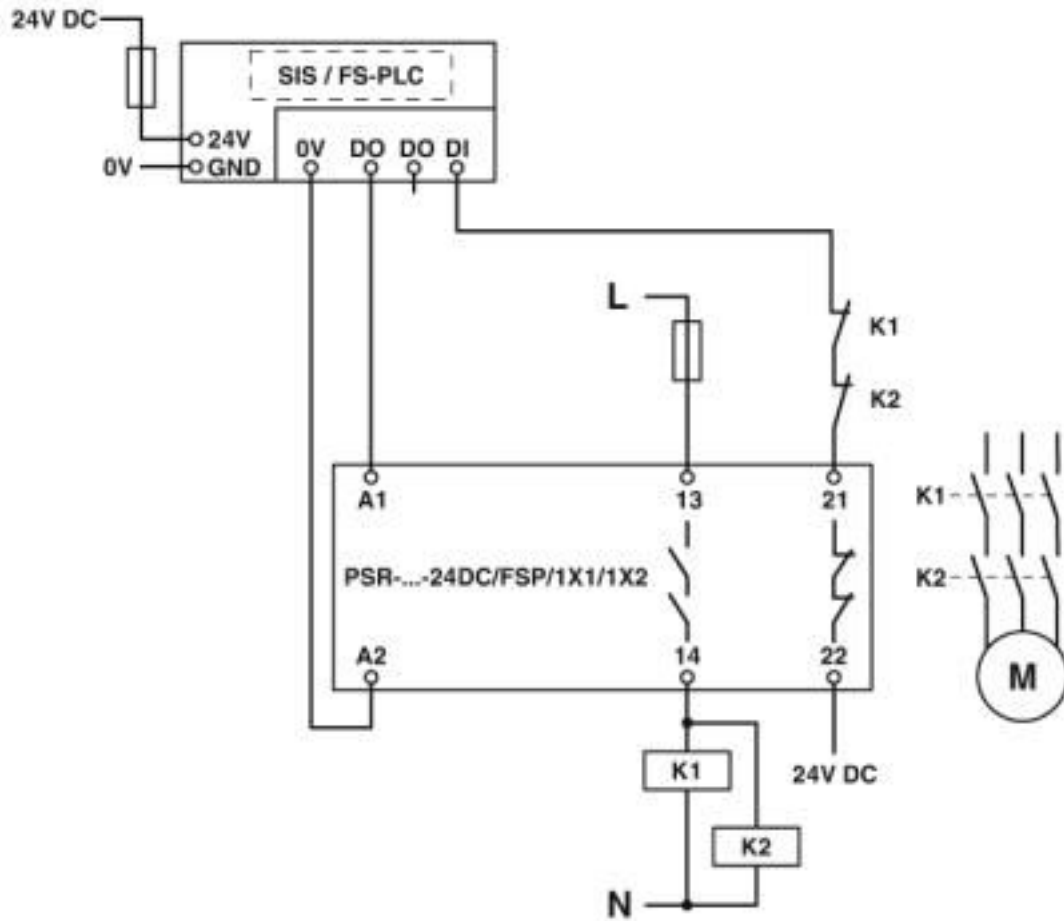 24V DC
SIS / FS-PLC
24V
0V
GND
0V DO DO DI
L
K1
K2
A1 13 21
K1
PSR-...-24DC/FSP/1X1/1X2
K2
A2 14 22
M
K1
24V DC
K2
N